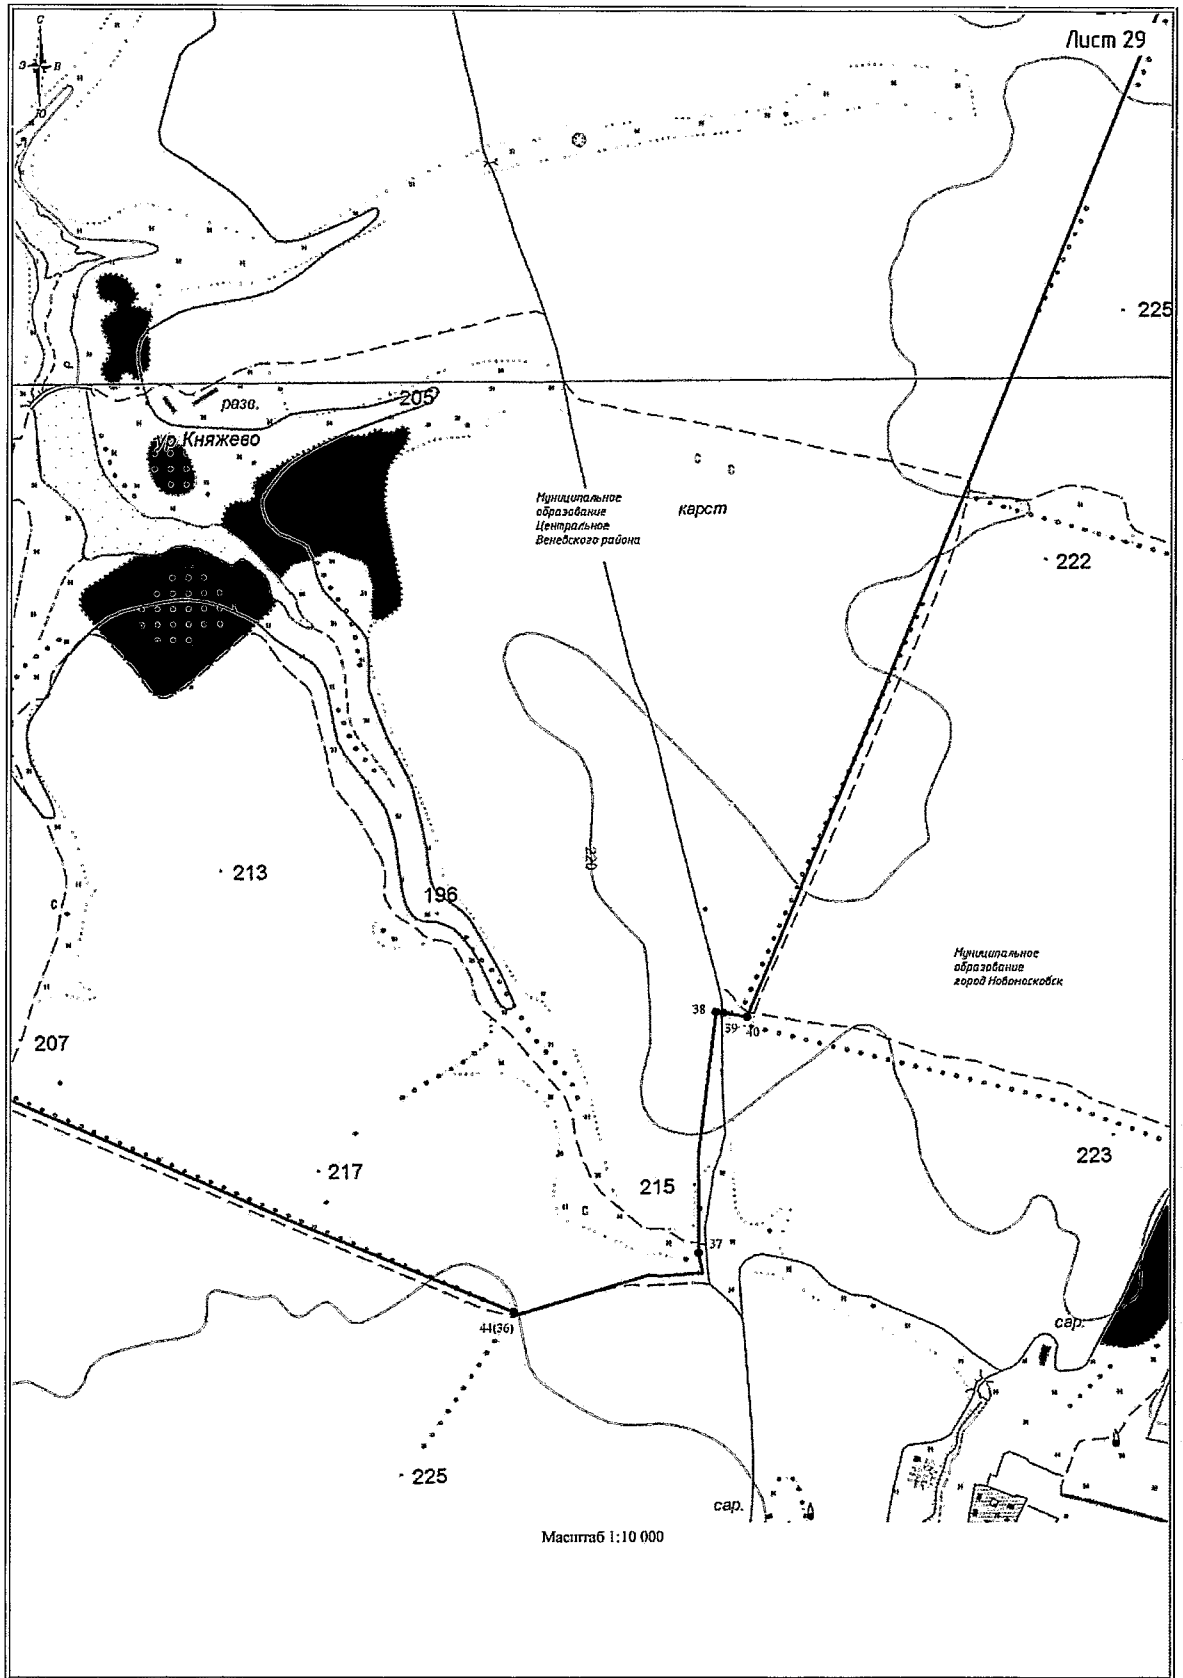 Лист 29
С
З В
Ю
225
разв.
205
ур. Княжево
Муниципальное
образование
Центральное
Веневского района
карст
222
220
213
196
Муниципальное
образование
город Новомосковск
38
39
40
207
223
217
215
37
44(36)
сар.
225
сар.
Масштаб 1:10 000